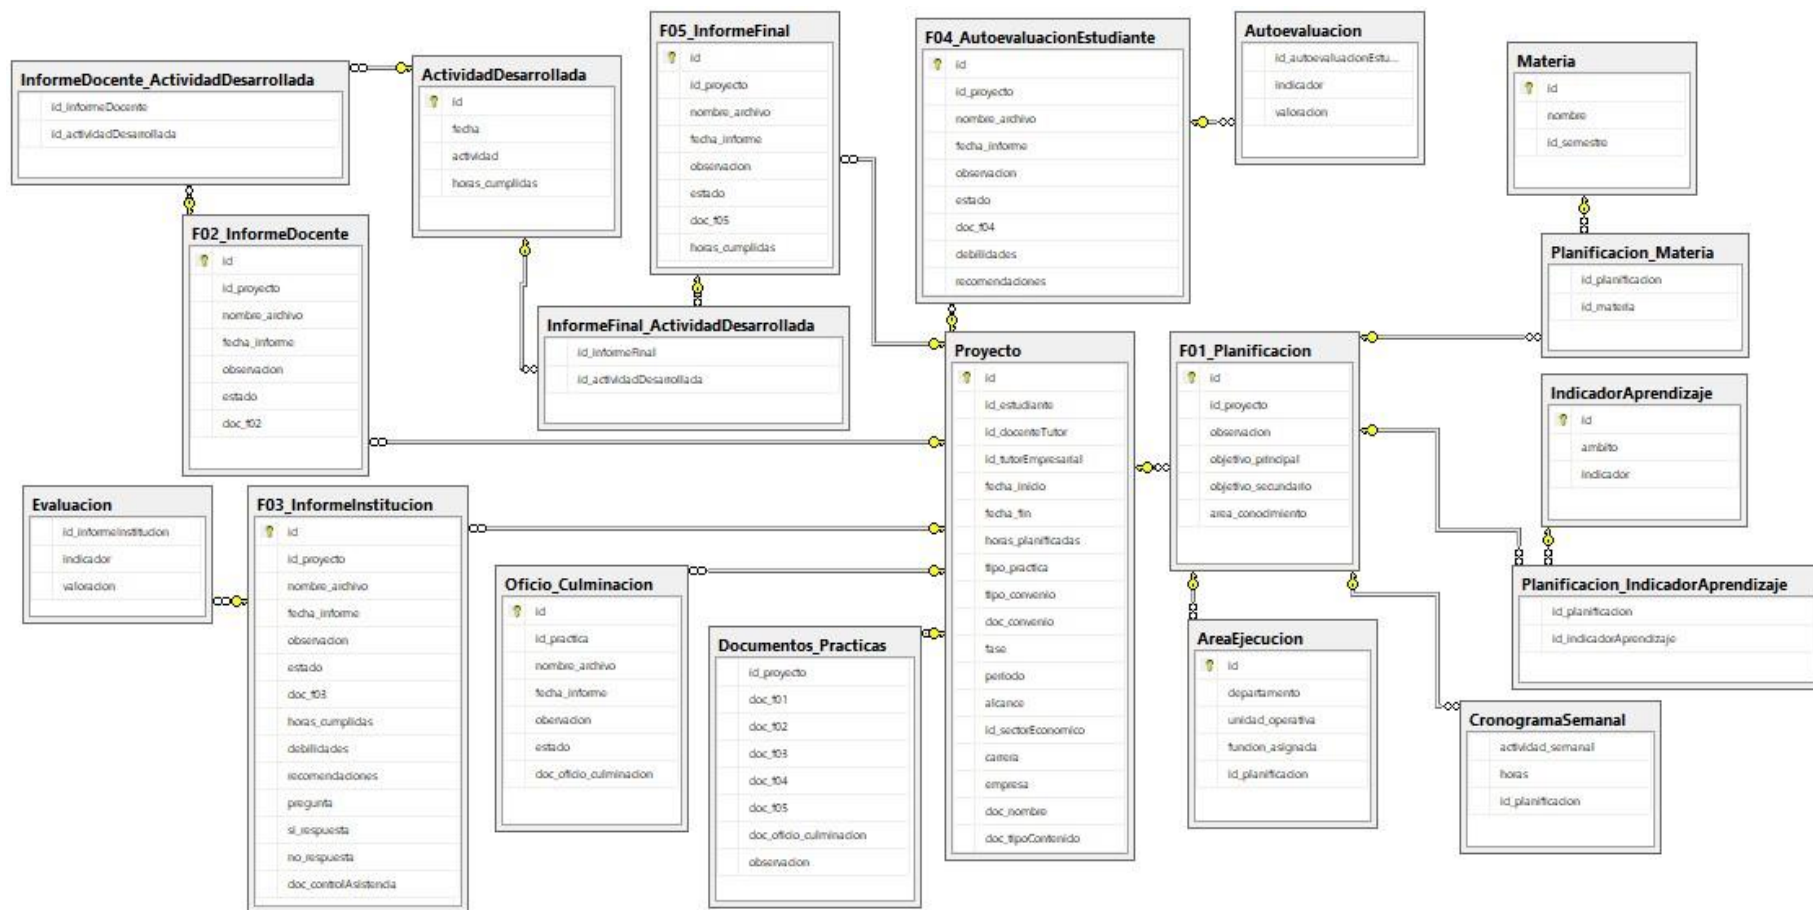 InformeDocente_ActividadDesarrollada
id_informeDocente
id_actividadDesarrollada
ActividadDesarrollada
id
fecha
actividad
horas_cumplidas
F05_InformeFinal
id
id_proyecto
nombre_archivo
fecha_informe
observacion
estado
doc_f05
horas_cumplidas
F04_AutoevaluacionEstudiante
id
id_proyecto
nombre_archivo
fecha_informe
observacion
estado
doc_f04
debilidades
recomendaciones
Autoevaluacion
id_autoevaluacionEstu...
indicador
valoracion
Materia
id
nombre
id_semestre
F02_InformeDocente
id
id_proyecto
nombre_archivo
fecha_informe
observacion
estado
doc_f02
InformeFinal_ActividadDesarrollada
id_informeFinal
id_actividadDesarrollada
Proyecto
id
id_estudiante
id_docenteTutor
id_tutorEmpresarial
fecha_inicio
fecha_fin
horas_planificadas
tipo_practica
tipo_convenio
doc_convenio
fase
periodo
alcance
id_sectorEconomico
carrera
empresa
doc_nombre
doc_tipoContenido
F01_Planificacion
id
id_proyecto
observacion
objetivo_principal
objetivo_secundario
area_conocimiento
Planificacion_Materia
id_planificacion
id_materia
IndicadorAprendizaje
id
ambito
indicador
Evaluacion
id_informeInstitucion
indicador
valoracion
F03_InformeInstitucion
id
id_proyecto
nombre_archivo
fecha_informe
observacion
estado
doc_f03
horas_cumplidas
debilidades
recomendaciones
pregunta
si_respuesta
no_respuesta
doc_controlAsistencia
Oficio_Culminacion
id
id_practica
nombre_archivo
fecha_informe
obervacion
estado
doc_oficio_culminacion
Documentos_Practicas
id_proyecto
doc_f01
doc_f02
doc_f03
doc_f04
doc_f05
doc_oficio_culminacion
observacion
AreaEjecucion
id
departamento
unidad_operativa
funcion_asignada
id_planificacion
Planificacion_IndicadorAprendizaje
id_planificacion
id_indicadorAprendizaje
CronogramaSemanal
actividad_semanal
horas
id_planificacion